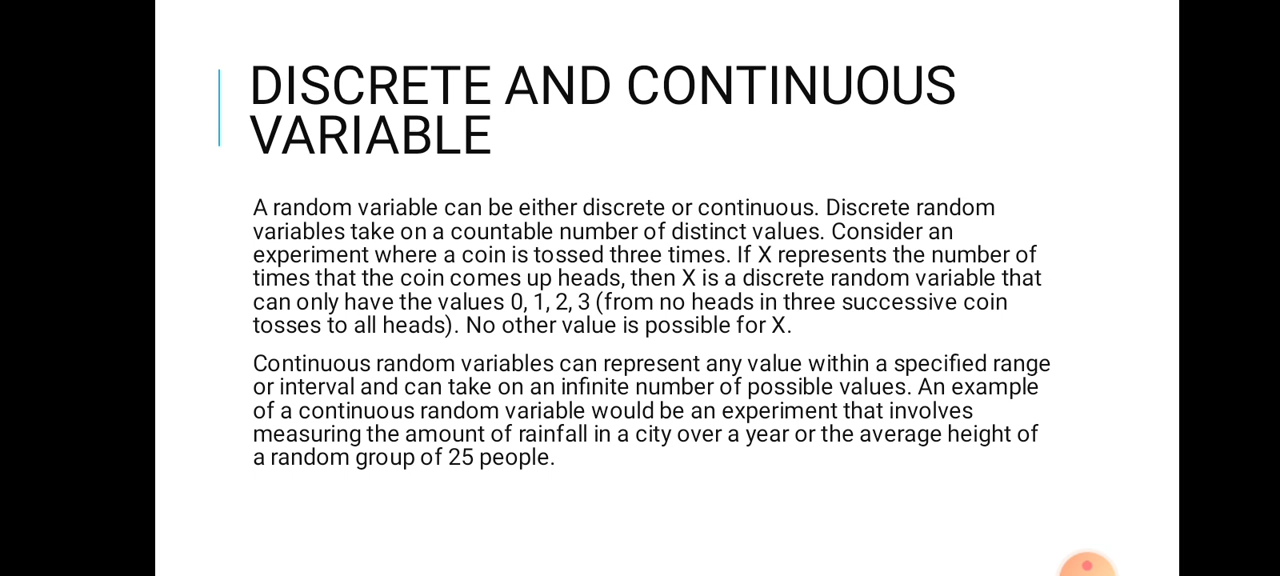 DISCRETE AND CONTINUOUS
VARIABLE
A random variable can be either discrete or continuous. Discrete random
variables take on a countable number of distinct values. Consider an
experiment where a coin is tossed three times. If X represents the number of
times that the coin comes up heads, then X is a discrete random variable that
can only have the values 0, 1, 2, 3 (from no heads in three successive coin
tosses to all heads). No other value is possible for X.
Continuous random variables can represent any value within a specified range
or interval and can take on an infinite number of possible values. An example
of a continuous random variable would be an experiment that involves
measuring the amount of rainfall in a city over a year or the average height of
a random group of 25 people.